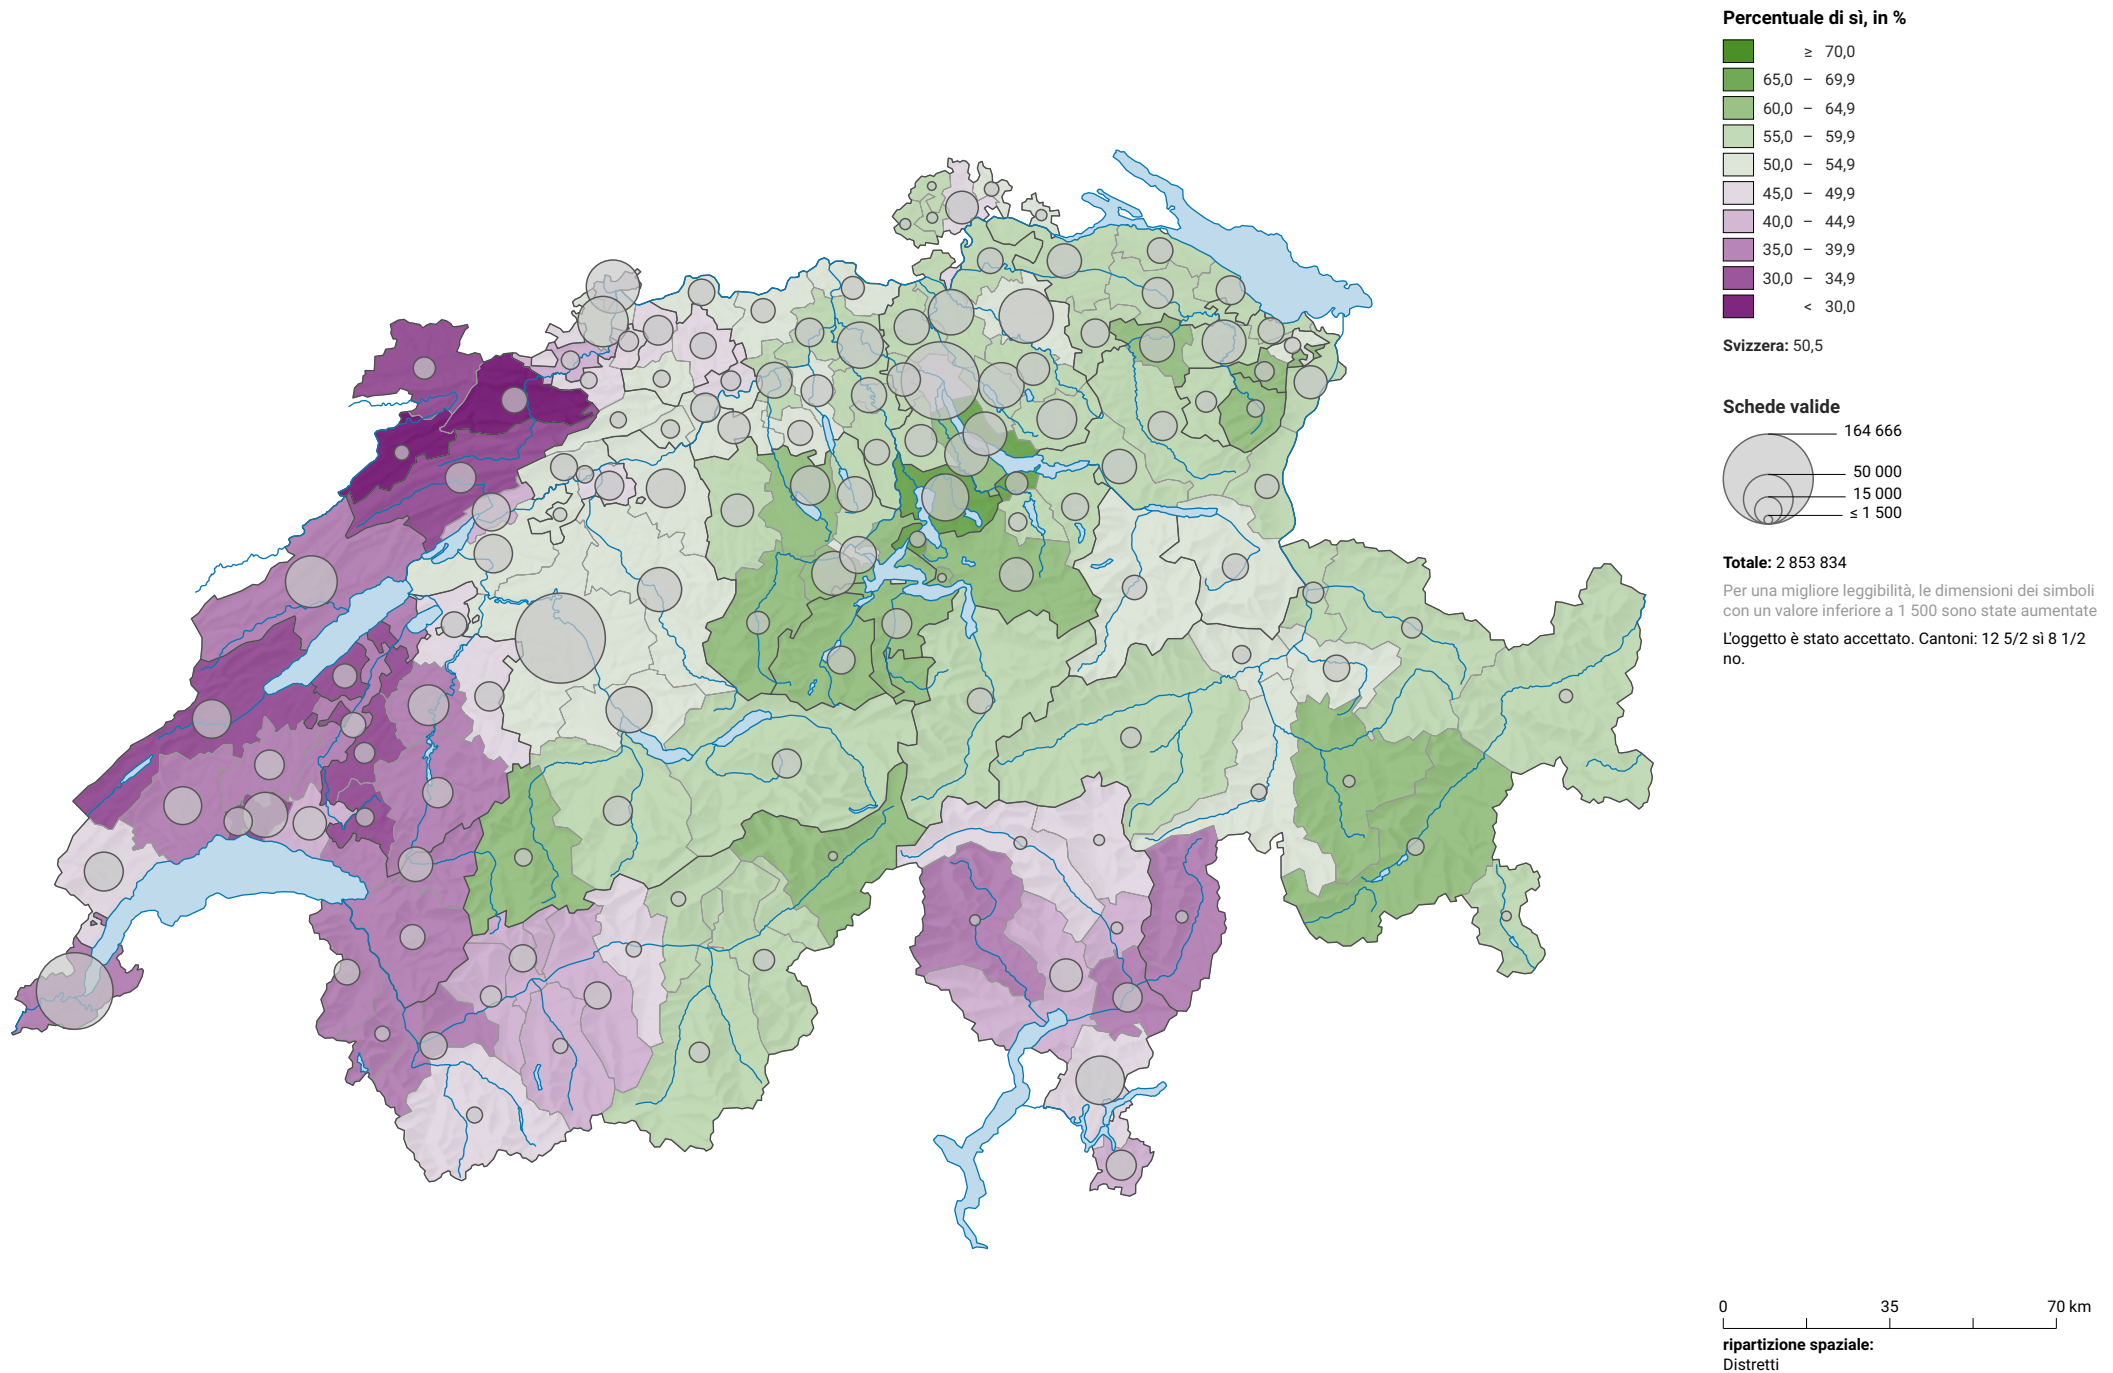 Percentuale di sì, in %
≥ 70,0
65,0 – 69,9
60,0 – 64,9
55,0 – 59,9
50,0 – 54,9
45,0 – 49,9
40,0 – 44,9
35,0 – 39,9
30,0 – 34,9
< 30,0
Svizzera: 50,5
Schede valide
164 666
50 000
15 000
≤ 1 500
Totale: 2 853 834
Per una migliore leggibilità, le dimensioni dei simboli
con un valore inferiore a 1 500 sono state aumentate
L'oggetto è stato accettato. Cantoni: 12 5/2 sì 8 1/2
no.
0 35 70 km
ripartizione spaziale:
Distretti